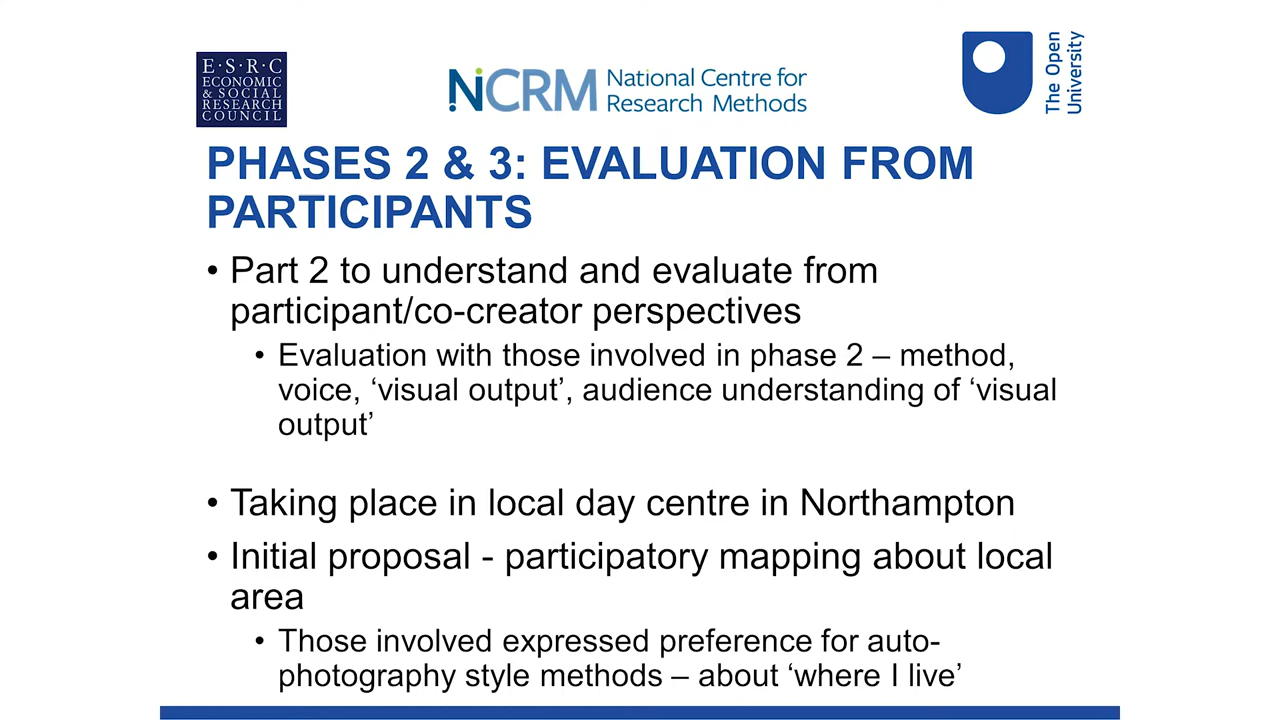 E·S·R·C
ECONOMIC
& SOCIAL
RESEARCH
COUNCIL
NCRM
National Centre for
Research Methods
The Open
University
PHASES 2 & 3: EVALUATION FROM
PARTICIPANTS
• Part 2 to understand and evaluate from
participant/co-creator perspectives
• Evaluation with those involved in phase 2 – method,
voice, ‘visual output’, audience understanding of ‘visual
output’
• Taking place in local day centre in Northampton
• Initial proposal - participatory mapping about local
area
• Those involved expressed preference for auto-
photography style methods – about ‘where I live’